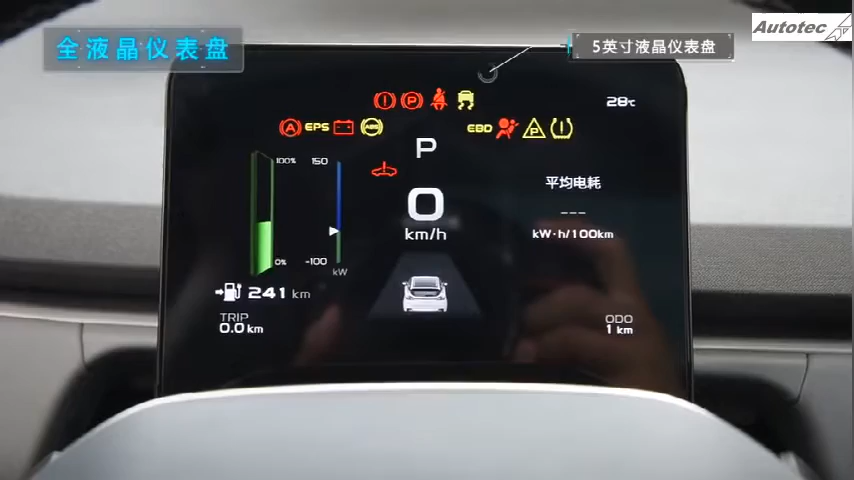 全液晶仪表盘
5英寸液晶仪表盘
Autotec
28℃
EPS
ABS
EBD
P
100%
150
0
km/h
平均电耗
---
kW·h/100km
0%
-100
kW
241 km
TRIP
0.0 km
ODO
1 km